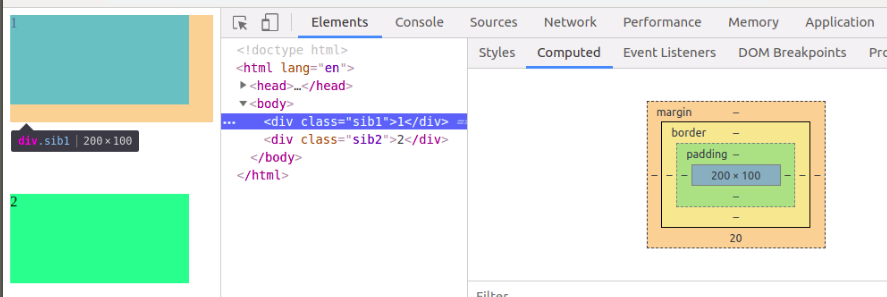 1
div.sib1 200 × 100
2
Elements Console Sources Network Performance Memory Application
<!doctype html>
<html lang="en">
<head>…</head>
<body>
<div class="sib1">1</div>
<div class="sib2">2</div>
</body>
</html>
Styles Computed Event Listeners DOM Breakpoints
margin –
border –
padding –
– – – 200 × 100 – – –
–
–
20
Filter